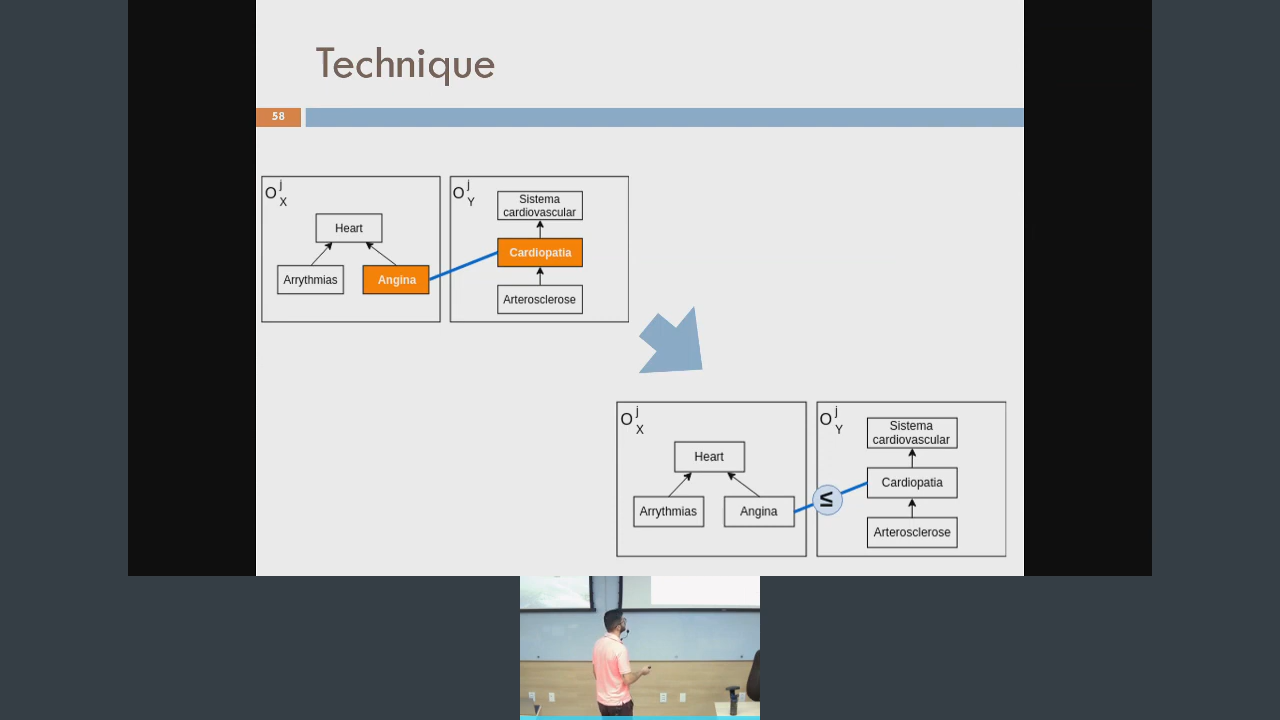 Technique
58
O j X
Heart
Arrythmias
Angina
O j Y
Sistema
cardiovascular
Cardiopatia
Arterosclerose
O j X
Heart
Arrythmias
Angina
≤
O j Y
Sistema
cardiovascular
Cardiopatia
Arterosclerose